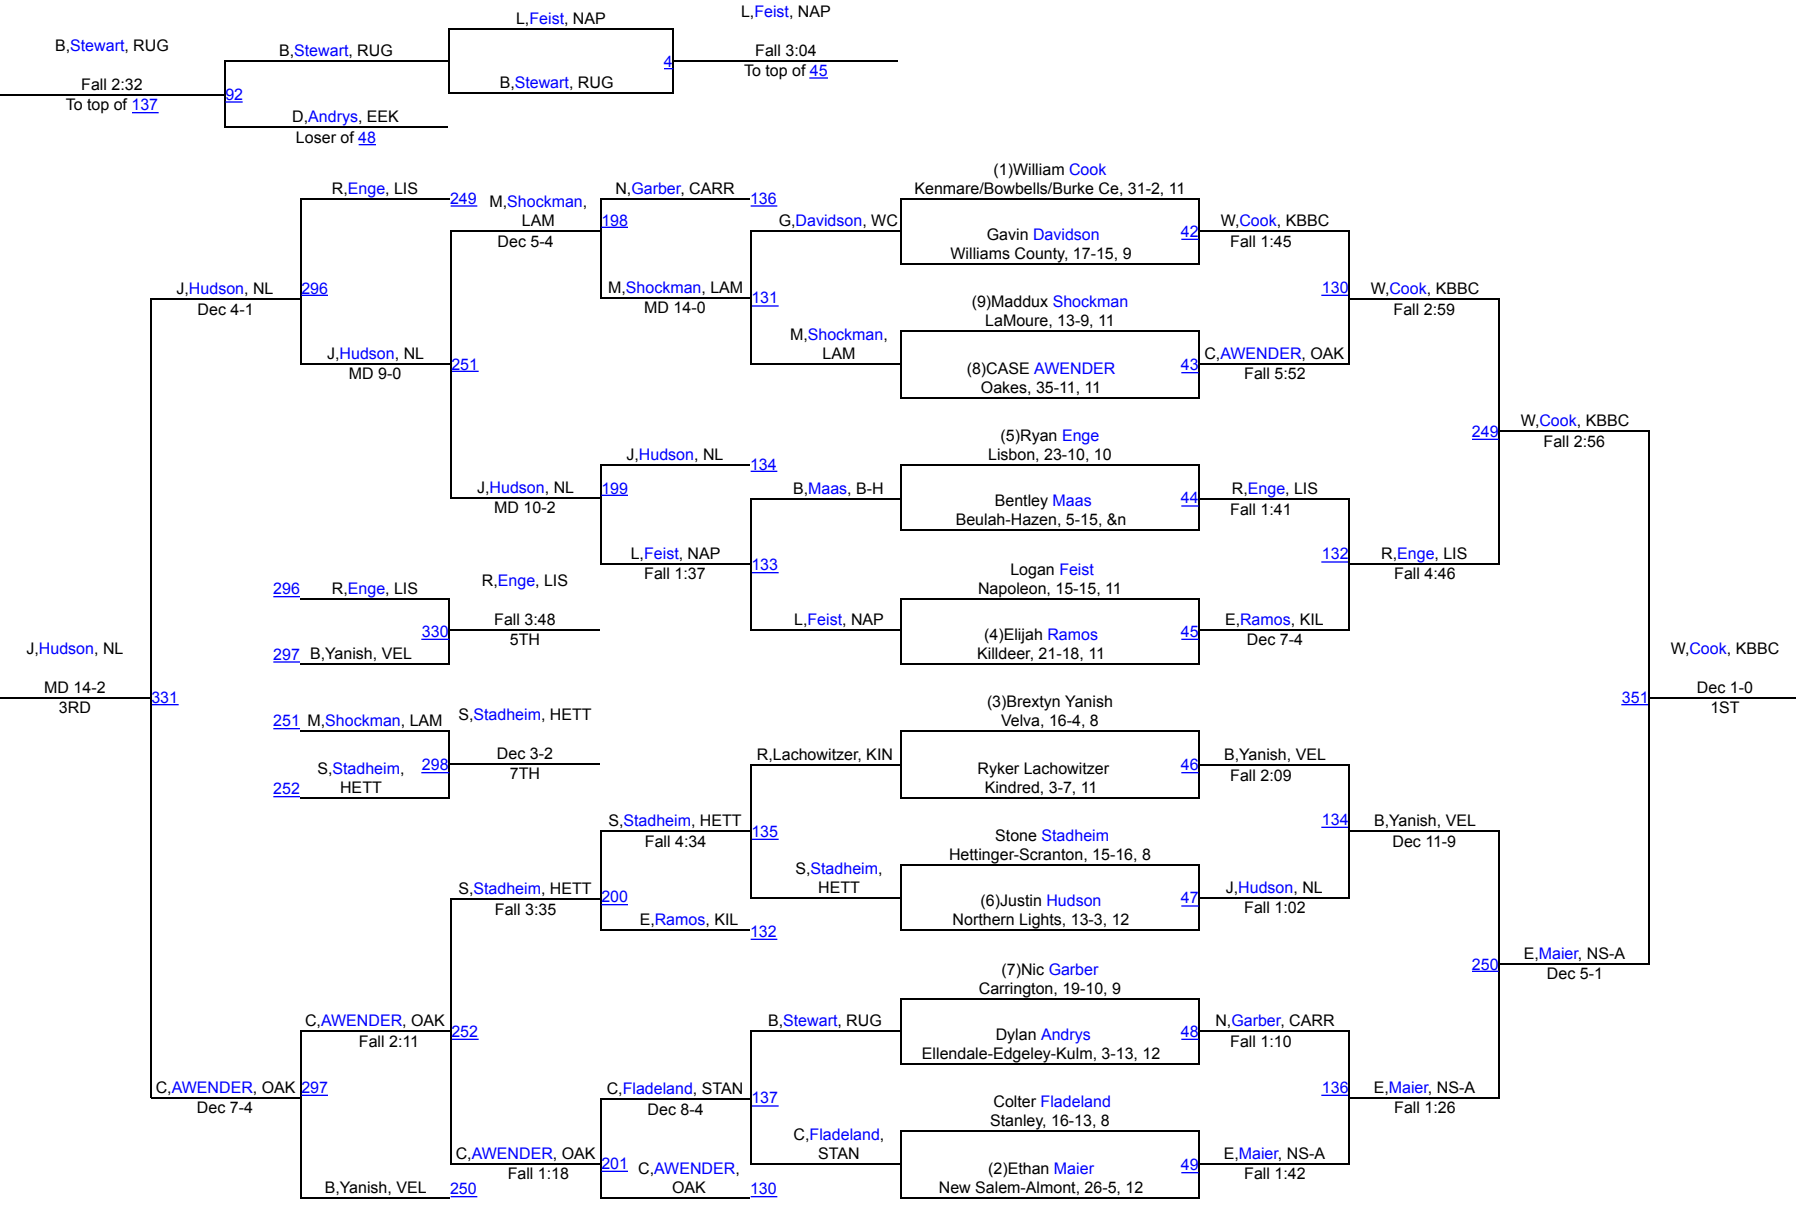 L,Feist, NAP
L,Feist, NAP
B,Stewart, RUG
B,Stewart, RUG
Fall 3:04
4
To top of 45
Fall 2:32
B,Stewart, RUG
92
To top of 137
D,Andrys, EEK
Loser of 48
(1)William Cook
Kenmare/Bowbells/Burke Ce, 31-2, 11
R,Enge, LIS
249
M,Shockman,
LAM
Dec 5-4
N,Garber, CARR
136
198
G,Davidson, WC
Gavin Davidson
Williams County, 17-15, 9
42
W,Cook, KBBC
Fall 1:45
J,Hudson, NL
Dec 4-1
296
M,Shockman, LAM
MD 14-0
131
(9)Maddux Shockman
LaMoure, 13-9, 11
130
W,Cook, KBBC
Fall 2:59
J,Hudson, NL
MD 9-0
251
M,Shockman,
LAM
(8)CASE AWENDER
Oakes, 35-11, 11
43
C,AWENDER, OAK
Fall 5:52
W,Cook, KBBC
Fall 2:56
249
(5)Ryan Enge
Lisbon, 23-10, 10
J,Hudson, NL
134
J,Hudson, NL
MD 10-2
199
B,Maas, B-H
Bentley Maas
Beulah-Hazen, 5-15, &n
44
R,Enge, LIS
Fall 1:41
L,Feist, NAP
Fall 1:37
133
Logan Feist
Napoleon, 15-15, 11
132
R,Enge, LIS
Fall 4:46
296
R,Enge, LIS
R,Enge, LIS
Fall 3:48
5TH
330
297
B,Yanish, VEL
L,Feist, NAP
(4)Elijah Ramos
Killdeer, 21-18, 11
45
E,Ramos, KIL
Dec 7-4
J,Hudson, NL
MD 14-2
3RD
331
W,Cook, KBBC
Dec 1-0
1ST
351
251
M,Shockman, LAM
S,Stadheim, HETT
Dec 3-2
7TH
298
S,Stadheim,
HETT
252
(3)Brextyn Yanish
Velva, 16-4, 8
R,Lachowitzer, KIN
Ryker Lachowitzer
Kindred, 3-7, 11
46
B,Yanish, VEL
Fall 2:09
S,Stadheim, HETT
Fall 4:34
135
Stone Stadheim
Hettinger-Scranton, 15-16, 8
134
B,Yanish, VEL
Dec 11-9
S,Stadheim, HETT
Fall 3:35
200
S,Stadheim,
HETT
(6)Justin Hudson
Northern Lights, 13-3, 12
47
J,Hudson, NL
Fall 1:02
E,Ramos, KIL
132
250
E,Maier, NS-A
Dec 5-1
(7)Nic Garber
Carrington, 19-10, 9
C,AWENDER, OAK
Fall 2:11
252
B,Stewart, RUG
Dylan Andrys
Ellendale-Edgeley-Kulm, 3-13, 12
48
N,Garber, CARR
Fall 1:10
C,AWENDER, OAK
Dec 7-4
297
C,Fladeland, STAN
Dec 8-4
137
Colter Fladeland
Stanley, 16-13, 8
136
E,Maier, NS-A
Fall 1:26
C,AWENDER, OAK
Fall 1:18
201
C,Fladeland,
STAN
(2)Ethan Maier
New Salem-Almont, 26-5, 12
49
E,Maier, NS-A
Fall 1:42
B,Yanish, VEL
250
C,AWENDER,
OAK
130